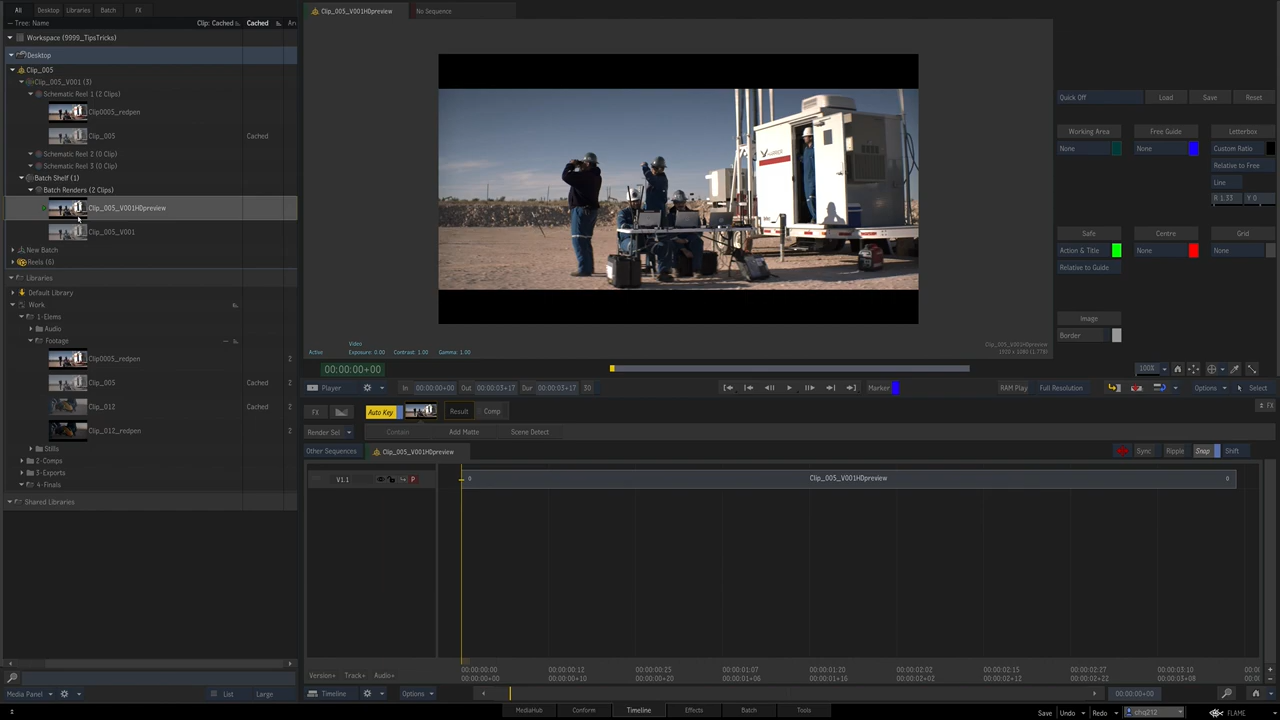 All Desktop Libraries Batch FX
Tree: Name Clip: Cached Cached
Workspace (9999_TipsTricks)
Desktop
Clip_005
Clip_005_V001 (3)
Schematic Reel 1 (2 Clips)
Clip0005_redpen
Clip_005 Cached
Schematic Reel 2 (0 Clip)
Schematic Reel 3 (0 Clip)
Batch Shelf (1)
Batch Renders (2 Clips)
Clip_005_V001HDpreview
Clip_005_V001
New Batch
Reels (6)
Libraries
Default Library
Work
1-Elems
Audio
Footage
Clip0005_redpen 2
Clip_005 Cached 2
Clip_012 Cached 2
Clip_012_redpen 2
Stills
2-Comps
3-Exports
4-Finals
Shared Libraries
Media Panel List Large
Clip_005_V001HDpreview No Sequence
Video
Active Exposure: 0.00 Contrast: 1.00 Gamma: 1.00
Clip_005_V001HDpreview
1920 x 1080 (1.778)
00:00:00+00 100%
Player In 00:00:00+00 Out 00:00:03+17 Dur 00:00:03+17 30 Marker RAM Play Full Resolution Options Select
FX Auto Key Result Comp FX
Render Sel Contain Add Matte Scene Detect
Other Sequences Clip_005_V001HDpreview Sync Ripple Snap Shift
V1.1 P 0 Clip_005_V001HDpreview 0
00:00:00:00 00:00:00:12 00:00:00:25 00:00:01:07 00:00:01:20 00:00:02:02 00:00:02:15 00:00:02:27 00:00:03:10
Version+ Track+ Audio+ 00:00:00+00 00:00:00+10 00:00:00+20 00:00:01+06 00:00:01+16 00:00:02+02 00:00:02+12 00:00:02+22 00:00:03+08
Timeline Options 00:00:00+00
Quick Off Load Save Reset
Working Area Free Guide Letterbox
None None Custom Ratio
Relative to Free
Line
R 1.33 Y 0
Safe Centre Grid
Action & Title None None
Relative to Guide
Image
Border
MediaHub Conform Timeline Effects Batch Tools Save Undo Redo chq212 FLAME